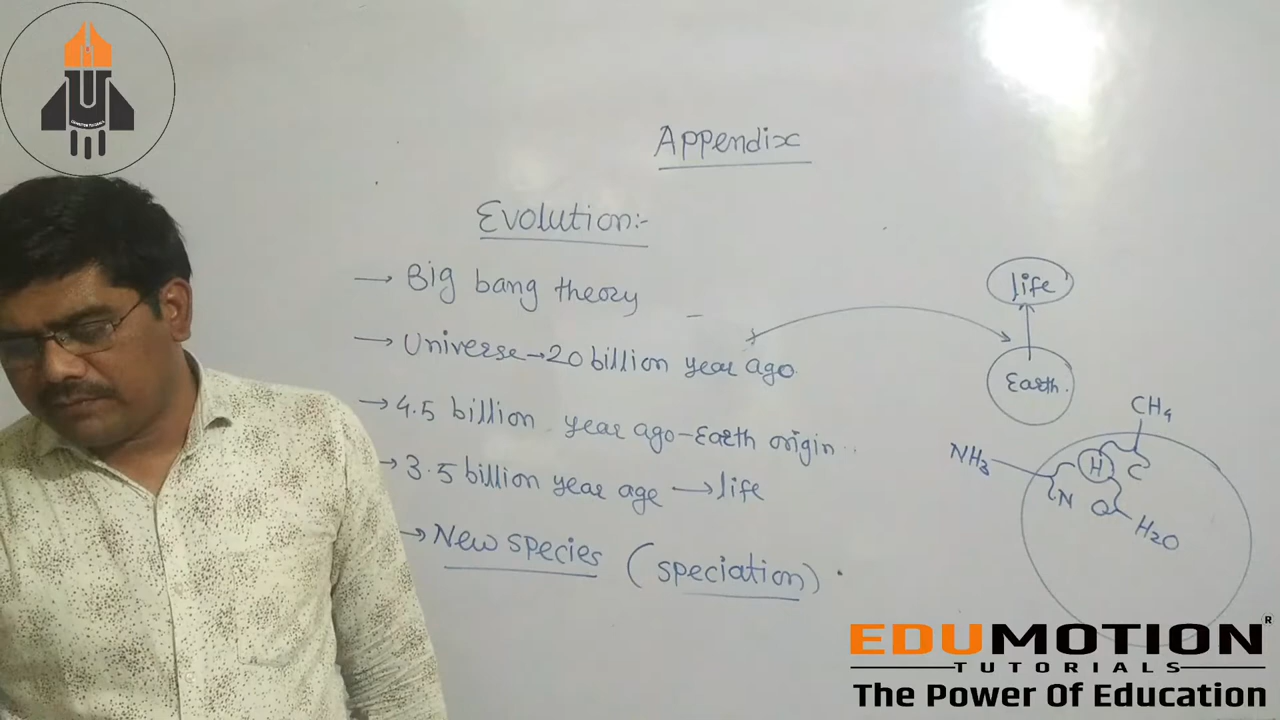 Appendix
Evolution:-
→ Big bang theory
→ Universe→20 billion year ago
→ 4.5 billion year ago-Earth origin..
→ 3.5 billion year age → life
→ New species (speciation)
life
Earth.
CH4
NH3
H
C
N
O
H2O
EDUMOTION®
TUTORIALS
The Power Of Education